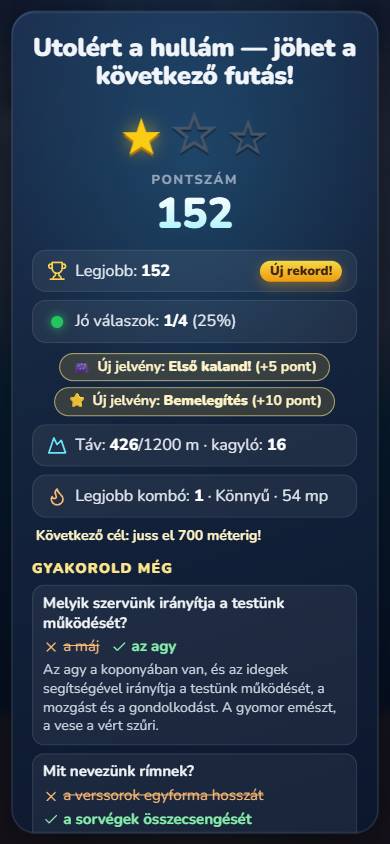 Utolért a hullám — jöhet a
következő futás!
PONTSZÁM
152
Legjobb: 152
Új rekord!
Jó válaszok: 1/4 (25%)
Új jelvény: Első kaland! (+5 pont)
Új jelvény: Bemelegítés (+10 pont)
Táv: 426/1200 m · kagyló: 16
Legjobb kombó: 1 · Könnyű · 54 mp
Következő cél: juss el 700 méterig!
GYAKOROLD MÉG
Melyik szervünk irányítja a testünk
működését?
a máj az agy
Az agy a koponyában van, és az idegek
segítségével irányítja a testünk működését, a
mozgást és a gondolkodást. A gyomor emészt,
a vese a vért szűri.
Mit nevezünk rímnek?
a verssorok egyforma hosszát
a sorvégek összecsengését